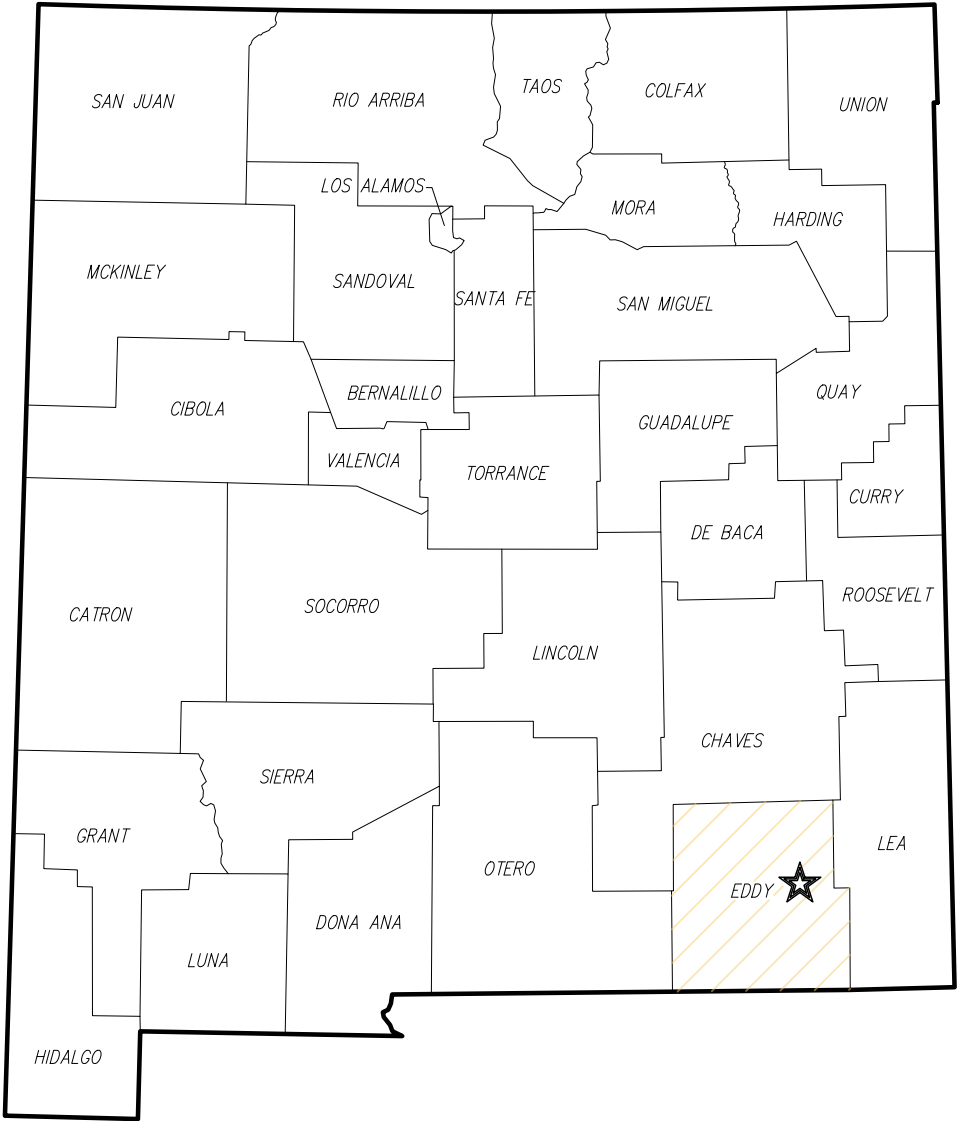 SAN JUAN
RIO ARRIBA
TAOS
COLFAX
UNION
LOS ALAMOS
MORA
HARDING
MCKINLEY
SANDOVAL
SANTA FE
SAN MIGUEL
CIBOLA
BERNALILLO
QUAY
GUADALUPE
VALENCIA
TORRANCE
CURRY
DE BACA
CATRON
SOCORRO
ROOSEVELT
LINCOLN
CHAVES
SIERRA
GRANT
OTERO
LEA
EDDY
DONA ANA
LUNA
HIDALGO